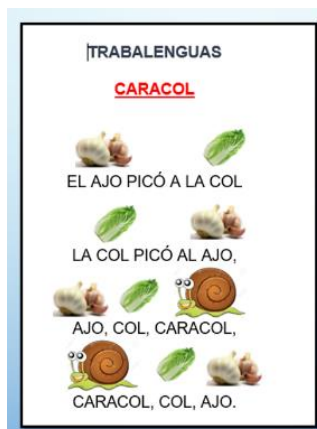 TRABALENGUAS
CARACOL
EL AJO PICÓ A LA COL
LA COL PICÓ AL AJO,
AJO, COL, CARACOL,
CARACOL, COL, AJO.